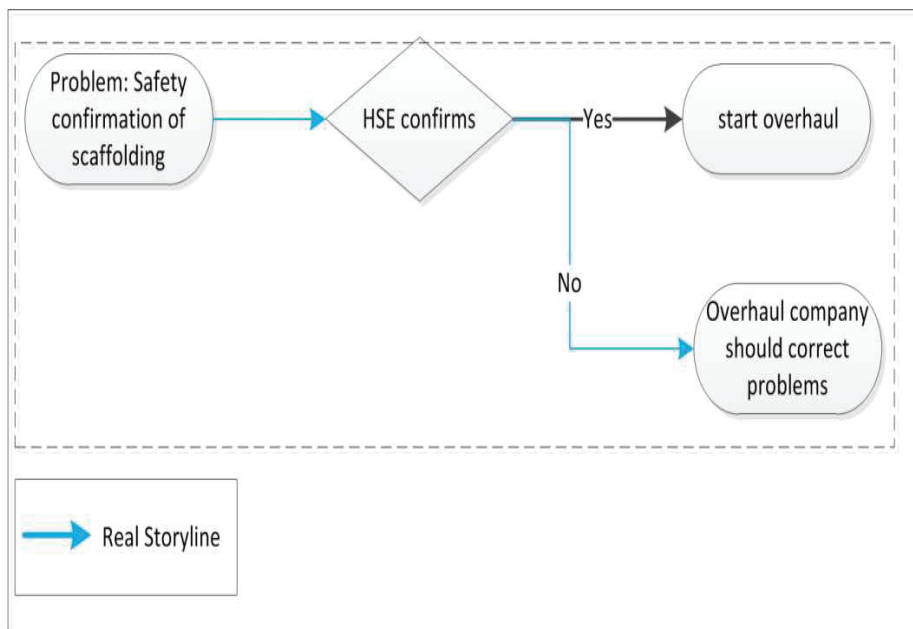 Problem: Safety
confirmation of
scaffolding
HSE confirms
Yes
start overhaul
No
Overhaul company
should correct
problems
Real Storyline